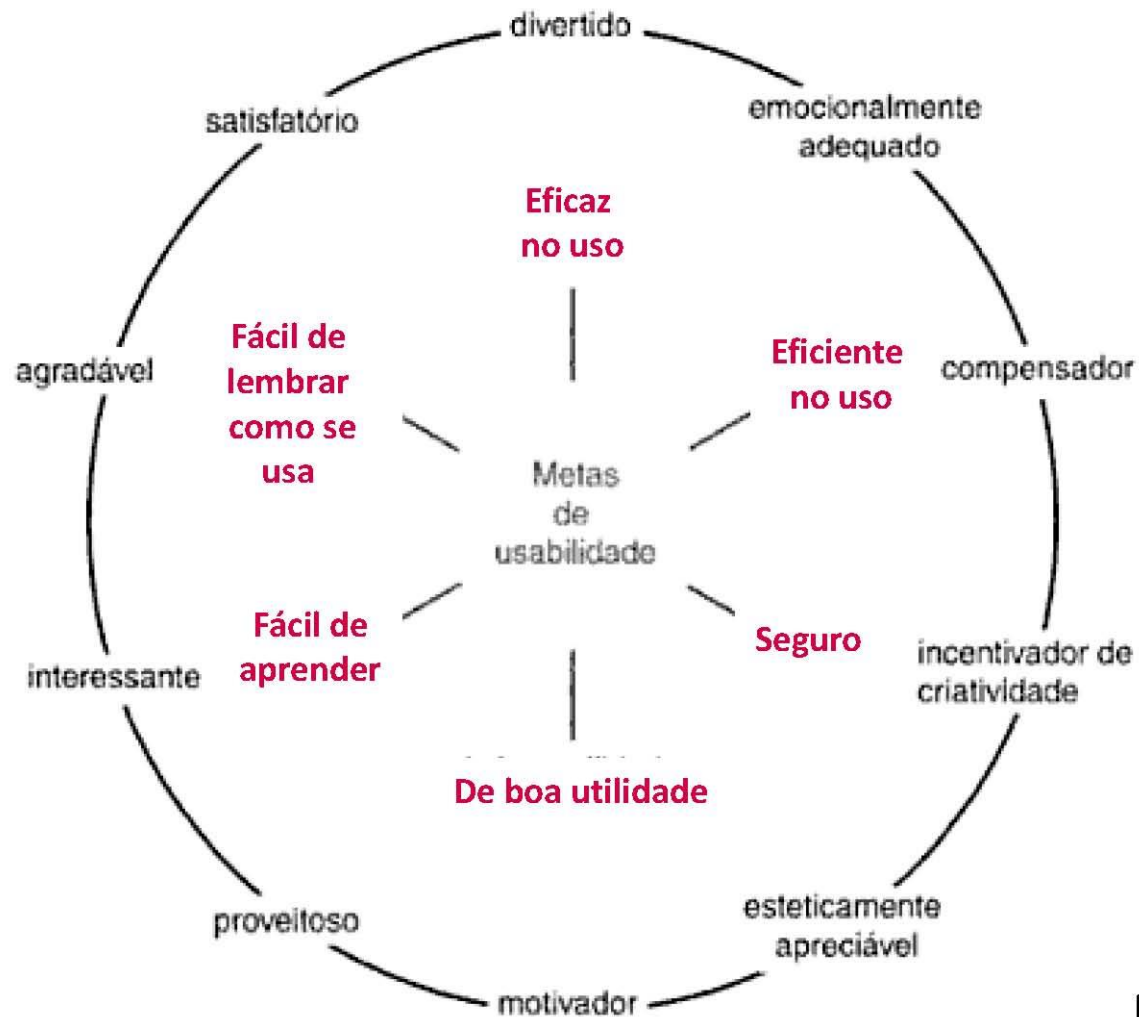 divertido
satisfatório
emocionalmente
adequado
Eficaz
no uso
Fácil de
lembrar
como se
usa
Eficiente
no uso
agradável
compensador
Metas
de
usabilidade
Fácil de
aprender
Seguro
interessante
incentivador de
criatividade
De boa utilidade
proveitoso
esteticamente
apreciável
motivador